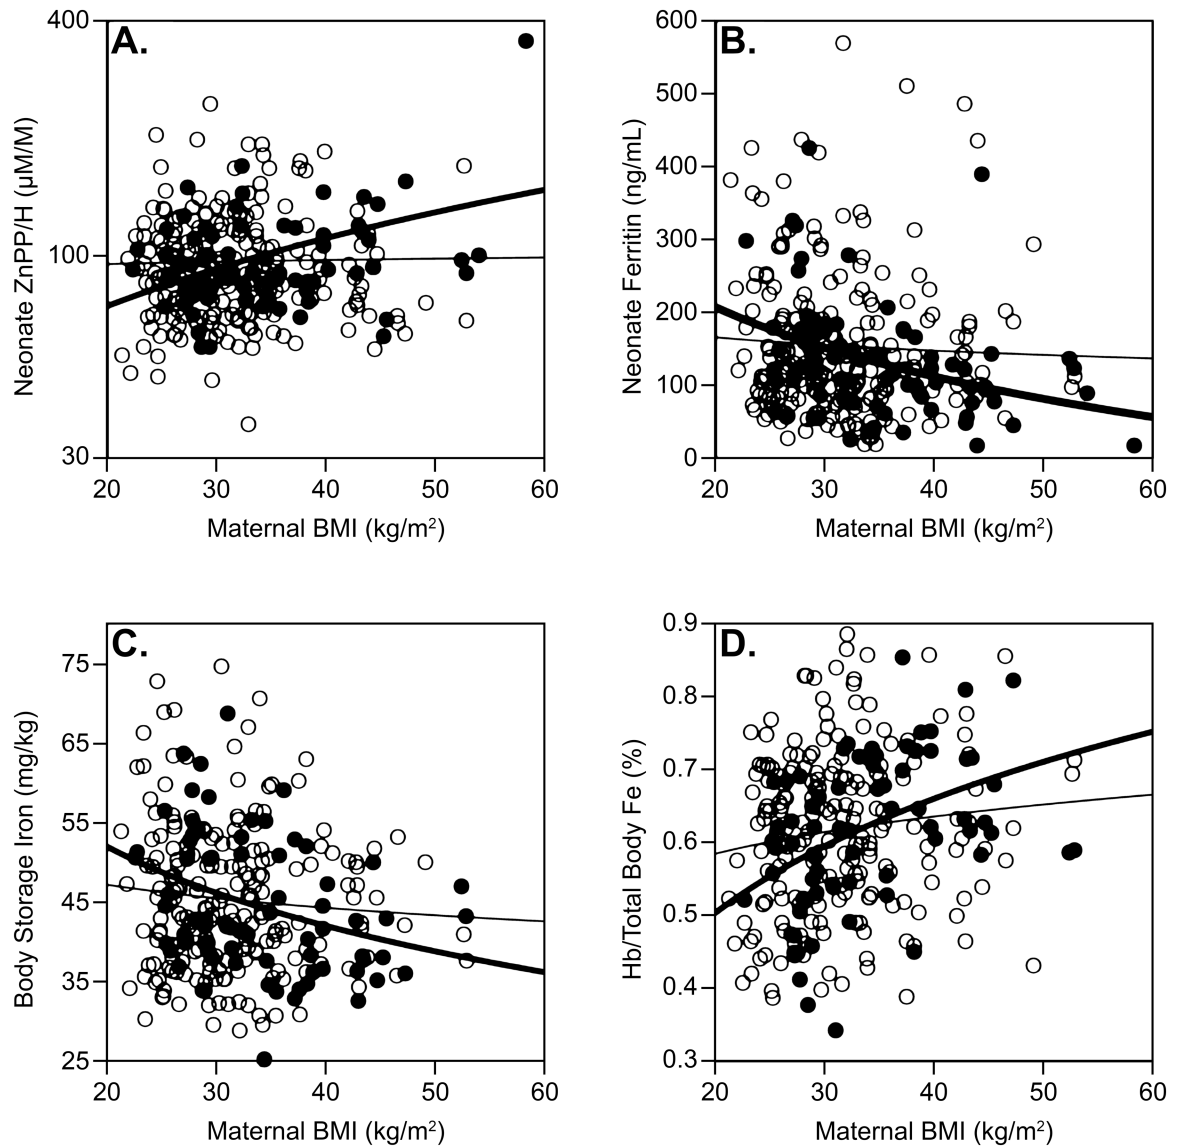 A.
400
100
30
20 30 40 50 60
Neonate ZnPP/H (µM/M)
Maternal BMI (kg/m²)
B.
600
500
400
300
200
100
0
20 30 40 50 60
Neonate Ferritin (ng/mL)
Maternal BMI (kg/m²)
C.
75
65
55
45
35
25
20 30 40 50 60
Body Storage Iron (mg/kg)
Maternal BMI (kg/m²)
D.
0.9
0.8
0.7
0.6
0.5
0.4
0.3
20 30 40 50 60
Hb/Total Body Fe (%)
Maternal BMI (kg/m²)